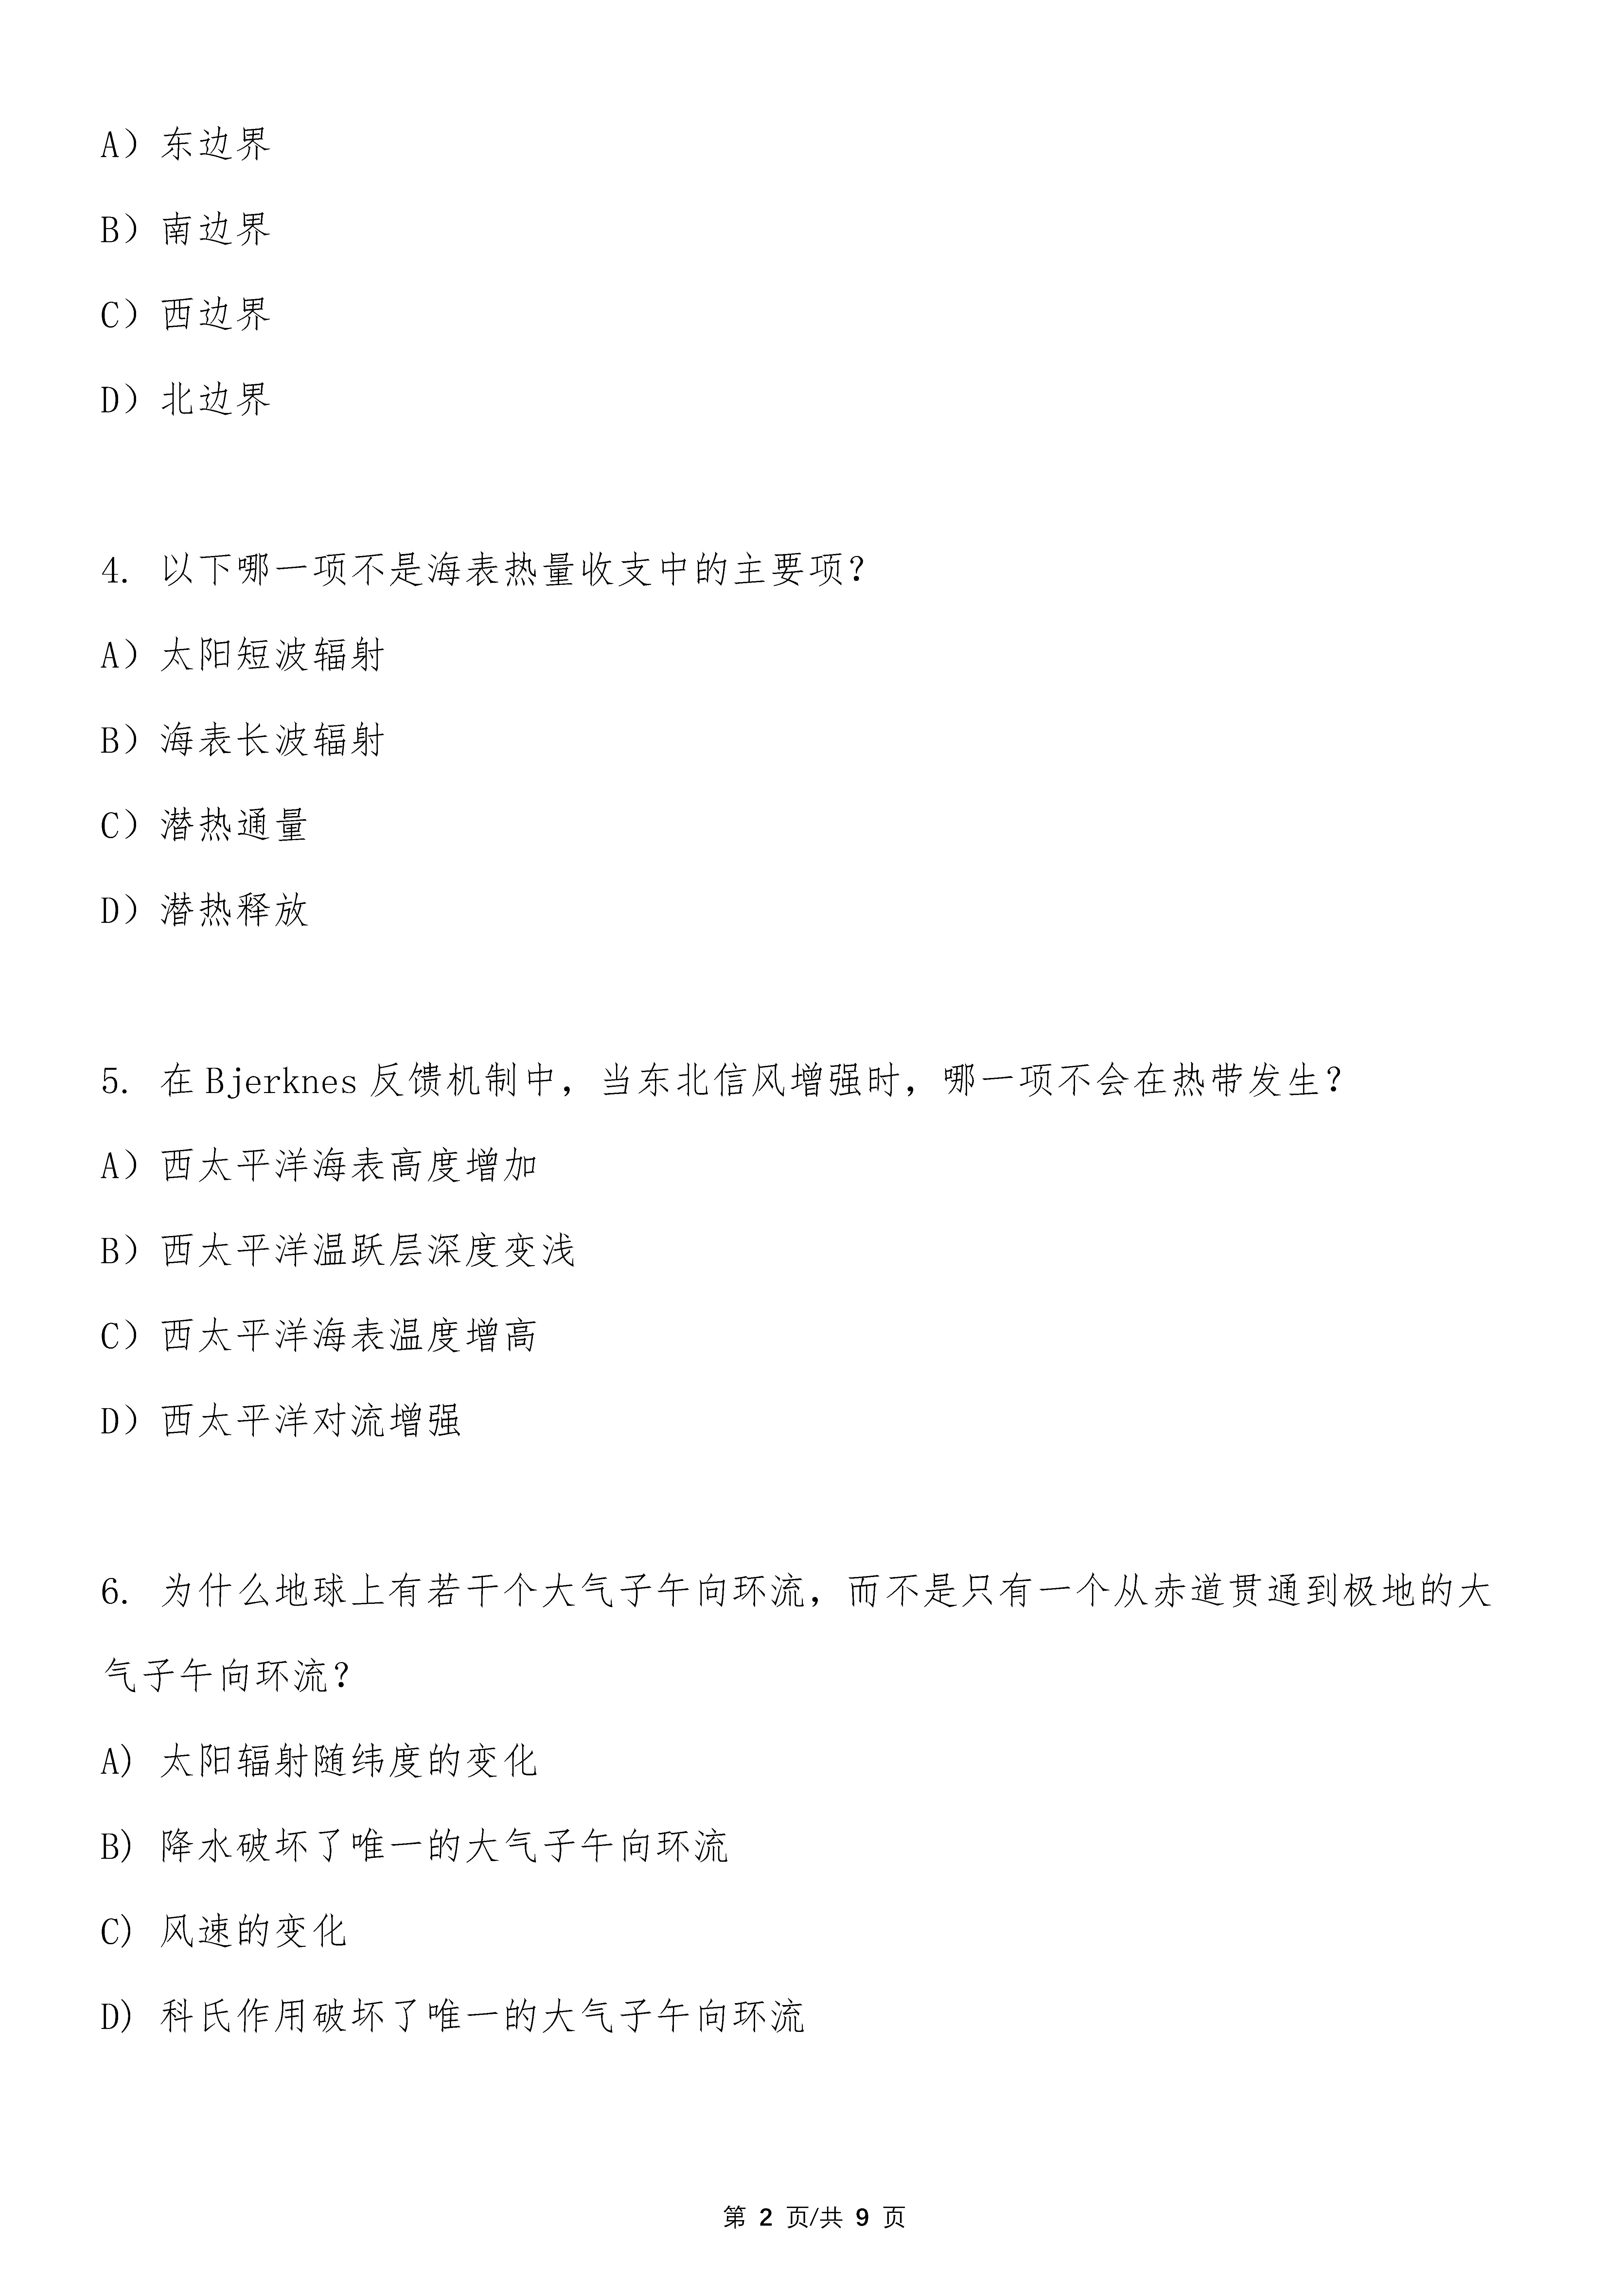 A）东边界
B）南边界
C）西边界
D）北边界
4. 以下哪一项不是海表热量收支中的主要项？
A）太阳短波辐射
B）海表长波辐射
C）潜热通量
D）潜热释放
5. 在 Bjerknes 反馈机制中，当东北信风增强时，哪一项不会在热带发生？
A）西太平洋海表高度增加
B）西太平洋温跃层深度变浅
C）西太平洋海表温度增高
D）西太平洋对流增强
6. 为什么地球上有若干个大气子午向环流，而不是只有一个从赤道贯通到极地的大
气子午向环流？
A) 太阳辐射随纬度的变化
B) 降水破坏了唯一的大气子午向环流
C) 风速的变化
D) 科氏作用破坏了唯一的大气子午向环流
第 2 页/共 9 页